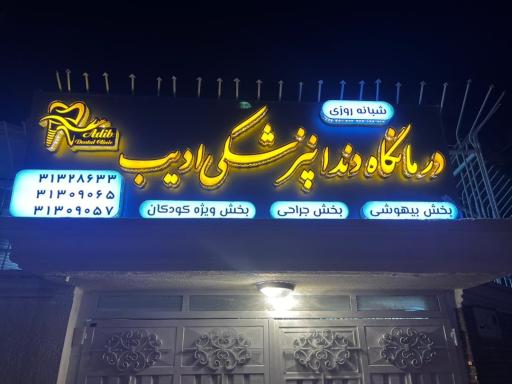 شبانه روزی
درمانگاه دندانپزشکی ادیب
Adib
Dental Clinic
۳۱۳۲۸۶۳۳
۳۱۳۰۹۰۶۵
۳۱۳۰۹۰۵۷
بخش بیهوشی
بخش جراحی
بخش ویژه کودکان